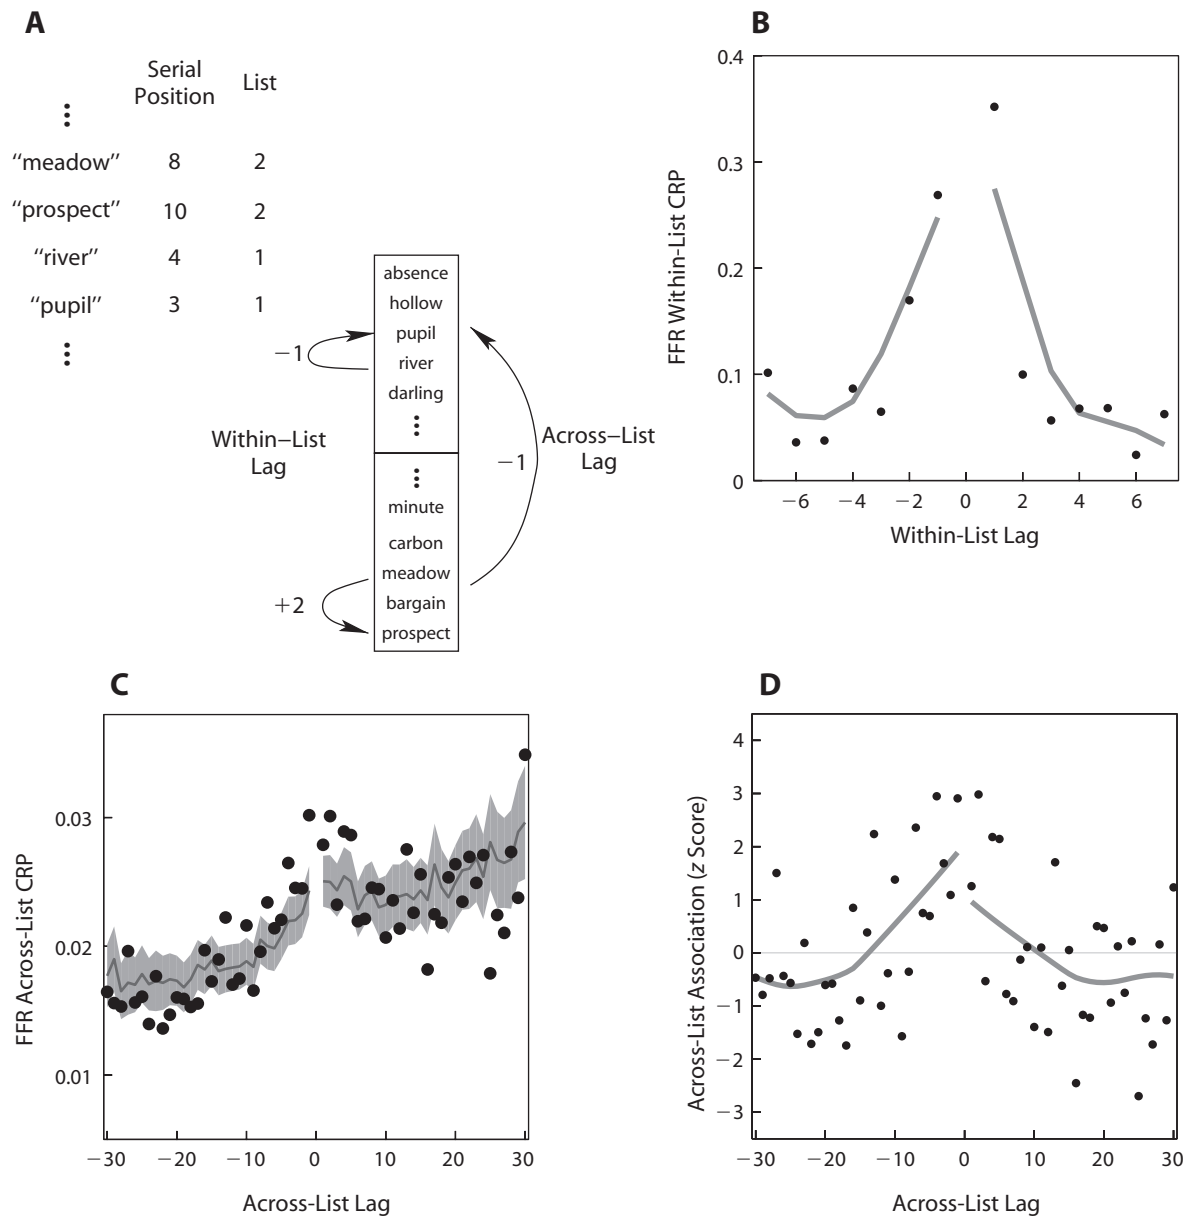 A
Serial
Position
List
“meadow” 8 2
“prospect” 10 2
“river” 4 1
“pupil” 3 1
absence
hollow
pupil
river
darling
−1
Within–List
Lag
−1
Across–List
Lag
minute
carbon
meadow
bargain
prospect
+2
B
FFR Within-List CRP
0.4
0.3
0.2
0.1
0
−6 −4 −2 0 2 4 6
Within-List Lag
C
FFR Across-List CRP
0.03
0.02
0.01
−30 −20 −10 0 10 20 30
Across-List Lag
D
Across-List Association (z Score)
4
3
2
1
0
−1
−2
−3
−30 −20 −10 0 10 20 30
Across-List Lag